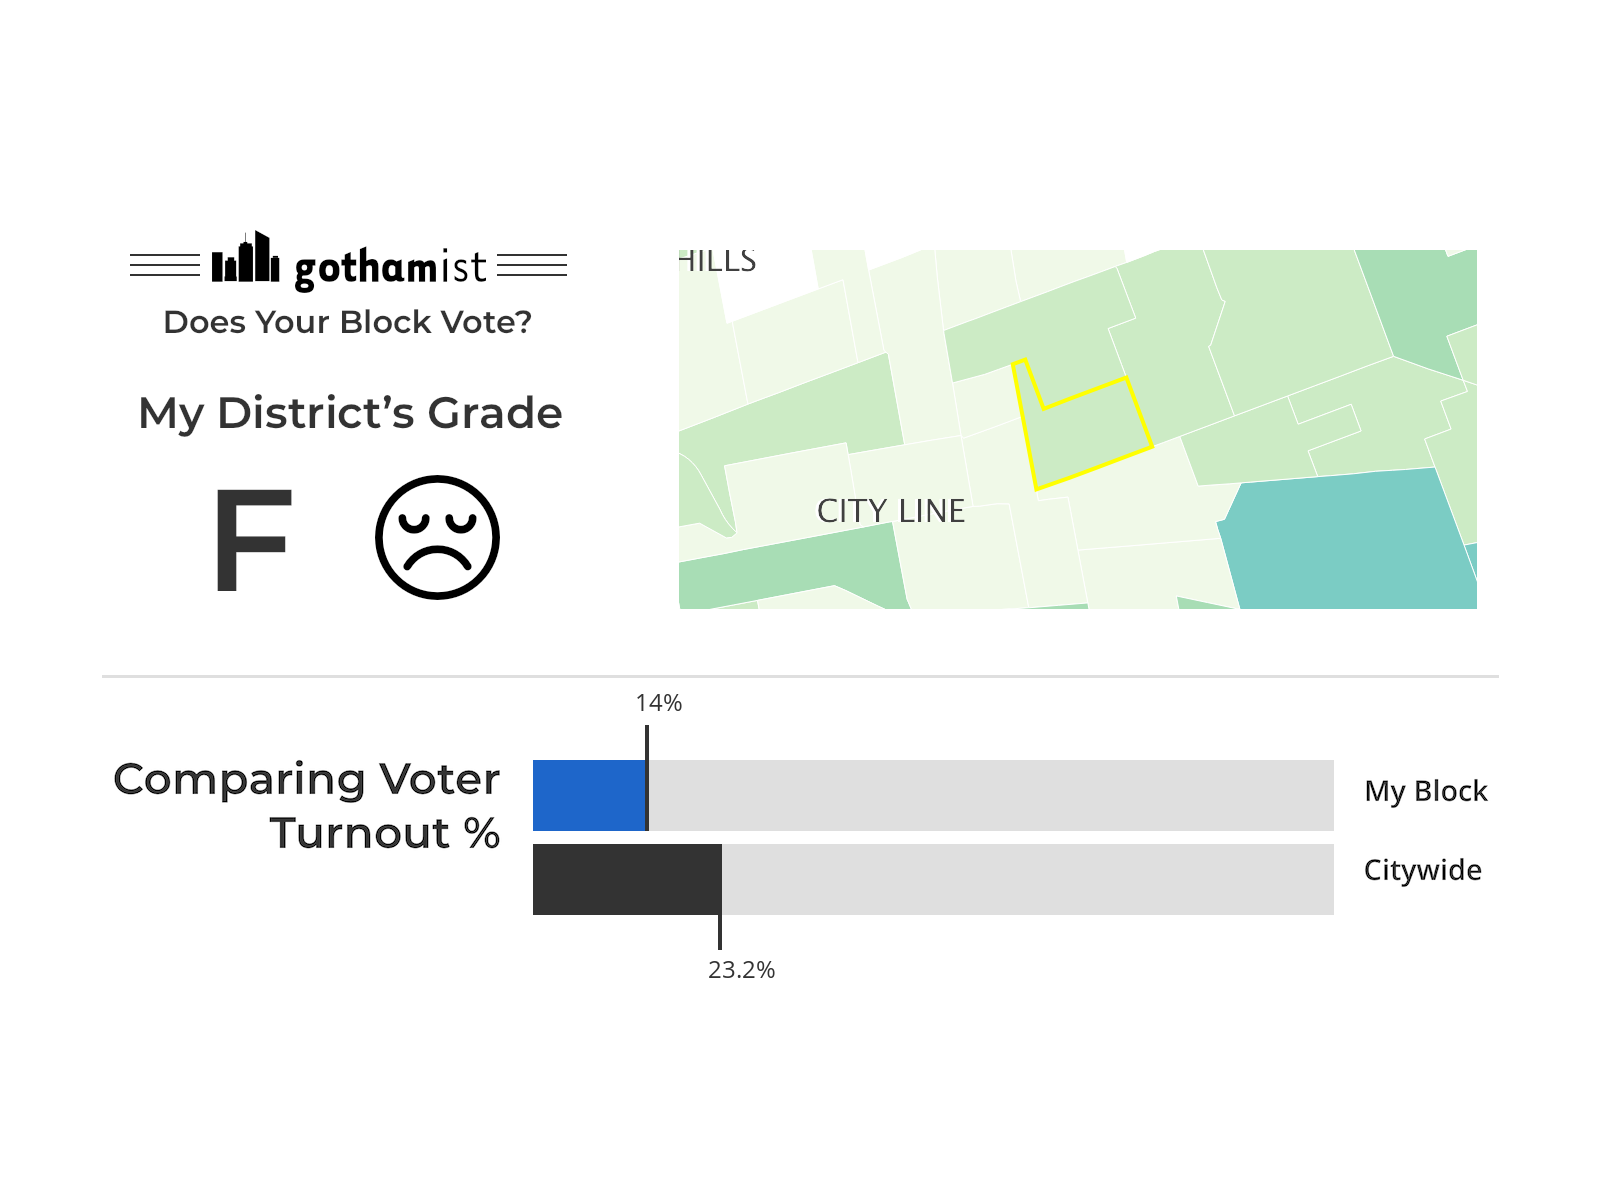 gothamist
Does Your Block Vote?
My District’s Grade
F
HILLS
CITY LINE
14%
Comparing Voter
Turnout %
My Block
Citywide
23.2%